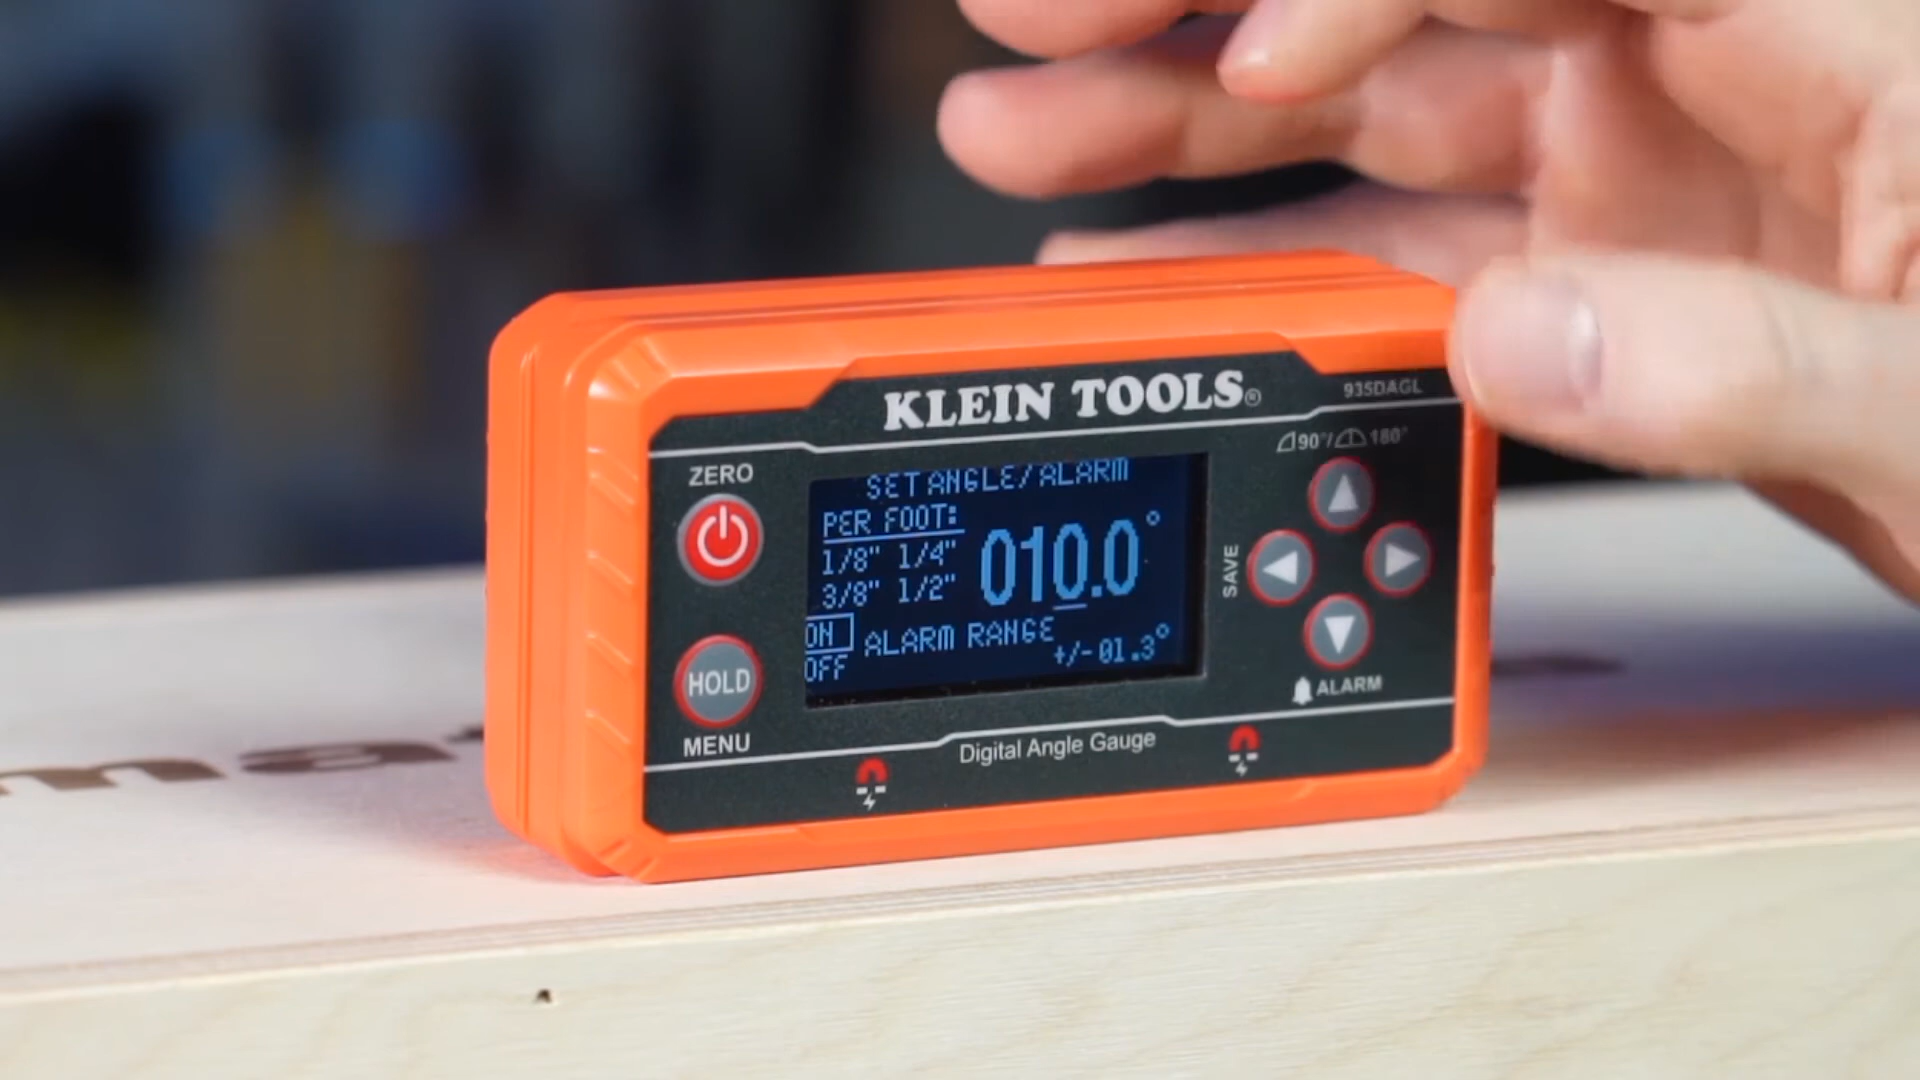 KLEIN TOOLS®
935DAGL
90°/180°
ZERO
SET ANGLE/ALARM
PER FOOT:
1/8" 1/4"
3/8" 1/2"
010.0°
ON
OFF
ALARM RANGE
+/-01.3°
SAVE
HOLD
MENU
ALARM
Digital Angle Gauge